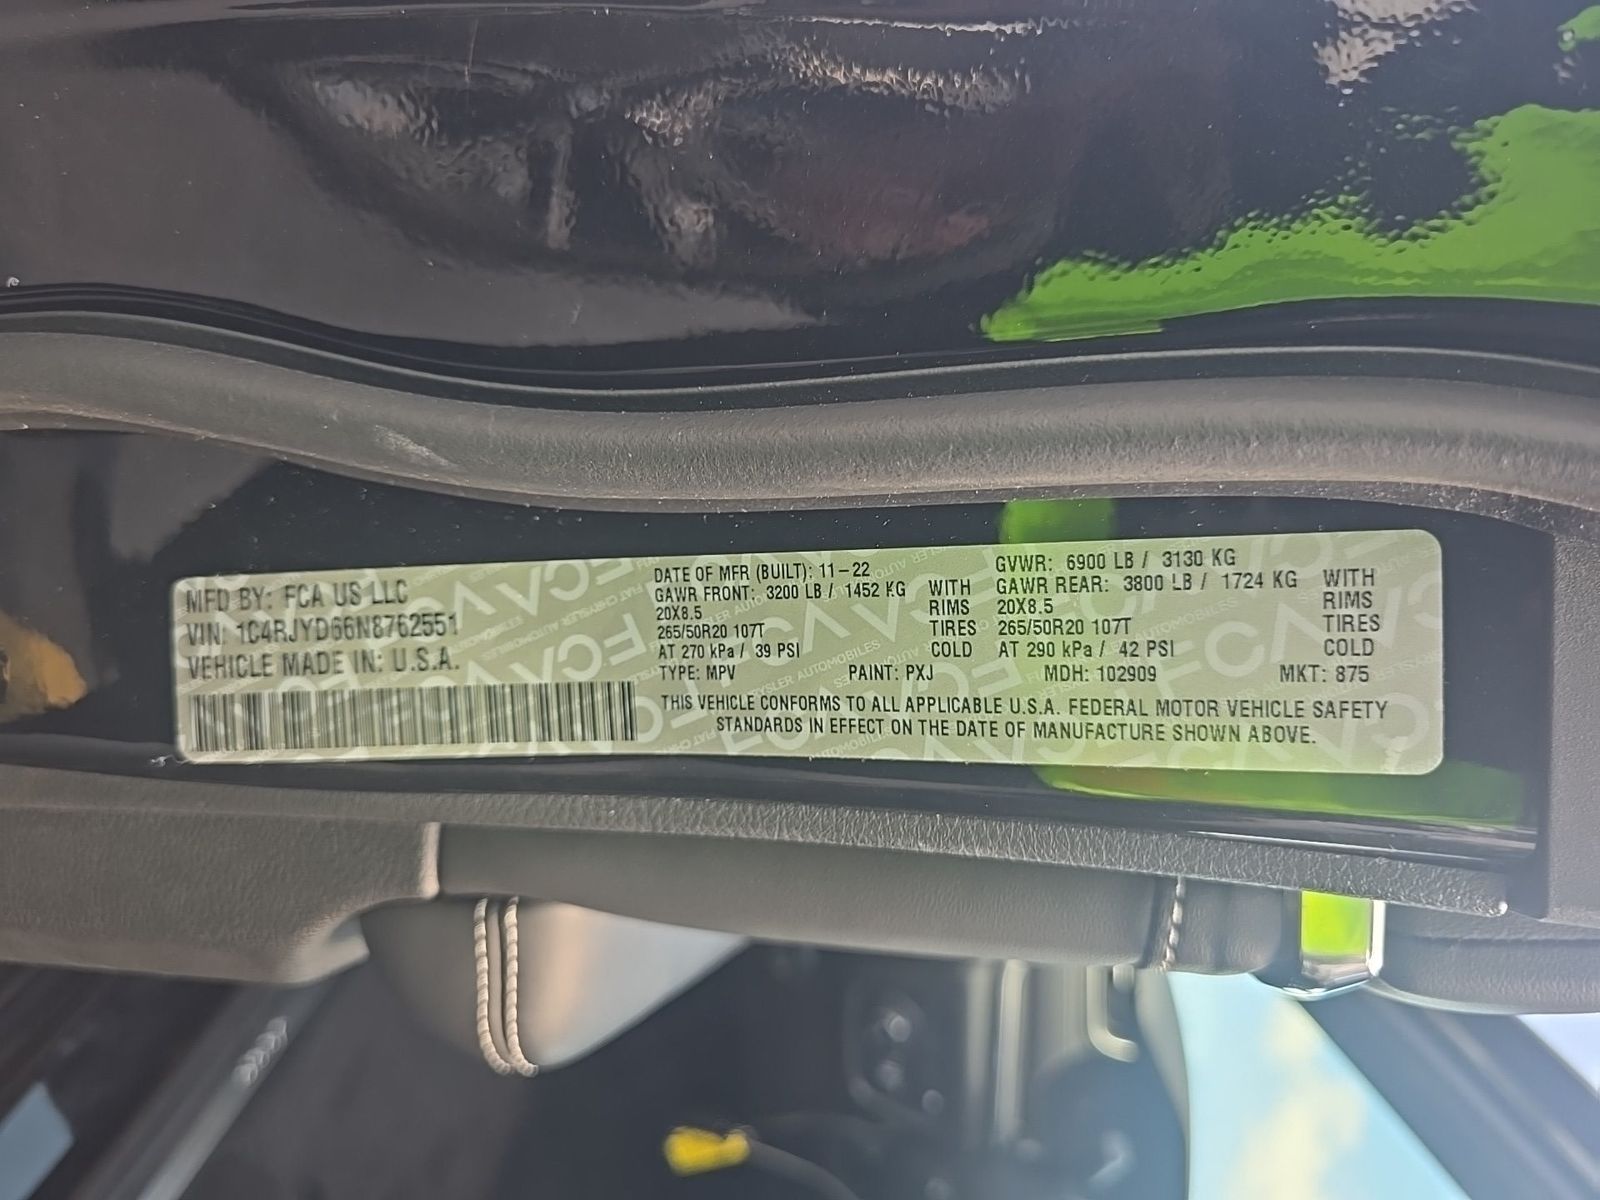 MFD BY: FCA US LLC
VIN: 1C4RJYD66N8762551
VEHICLE MADE IN: U.S.A.
DATE OF MFR (BUILT): 11-22
GAWR FRONT: 3200 LB / 1452 KG WITH
20X8.5 RIMS
265/50R20 107T TIRES
AT 270 kPa / 39 PSI COLD
GVWR: 6900 LB / 3130 KG
GAWR REAR: 3800 LB / 1724 KG WITH
20X8.5 RIMS
265/50R20 107T TIRES
AT 290 kPa / 42 PSI COLD
TYPE: MPV PAINT: PXJ MDH: 102909 MKT: 875
THIS VEHICLE CONFORMS TO ALL APPLICABLE U.S.A. FEDERAL MOTOR VEHICLE SAFETY
STANDARDS IN EFFECT ON THE DATE OF MANUFACTURE SHOWN ABOVE.